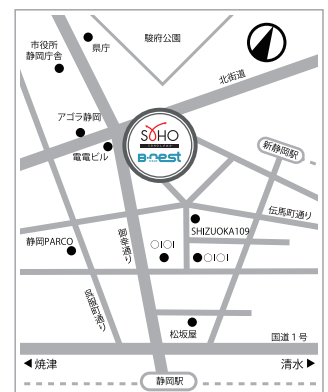 駿府公園
市役所
静岡庁舎
県庁
北街道
アゴラ静岡
電電ビル
SOHO
B-nest
新静岡駅
伝馬町通り
SHIZUOKA109
静岡PARCO
御幸通り
○I○I
○I○I
呉服町通り
松坂屋
国道1号
◀焼津
清水▶
静岡駅